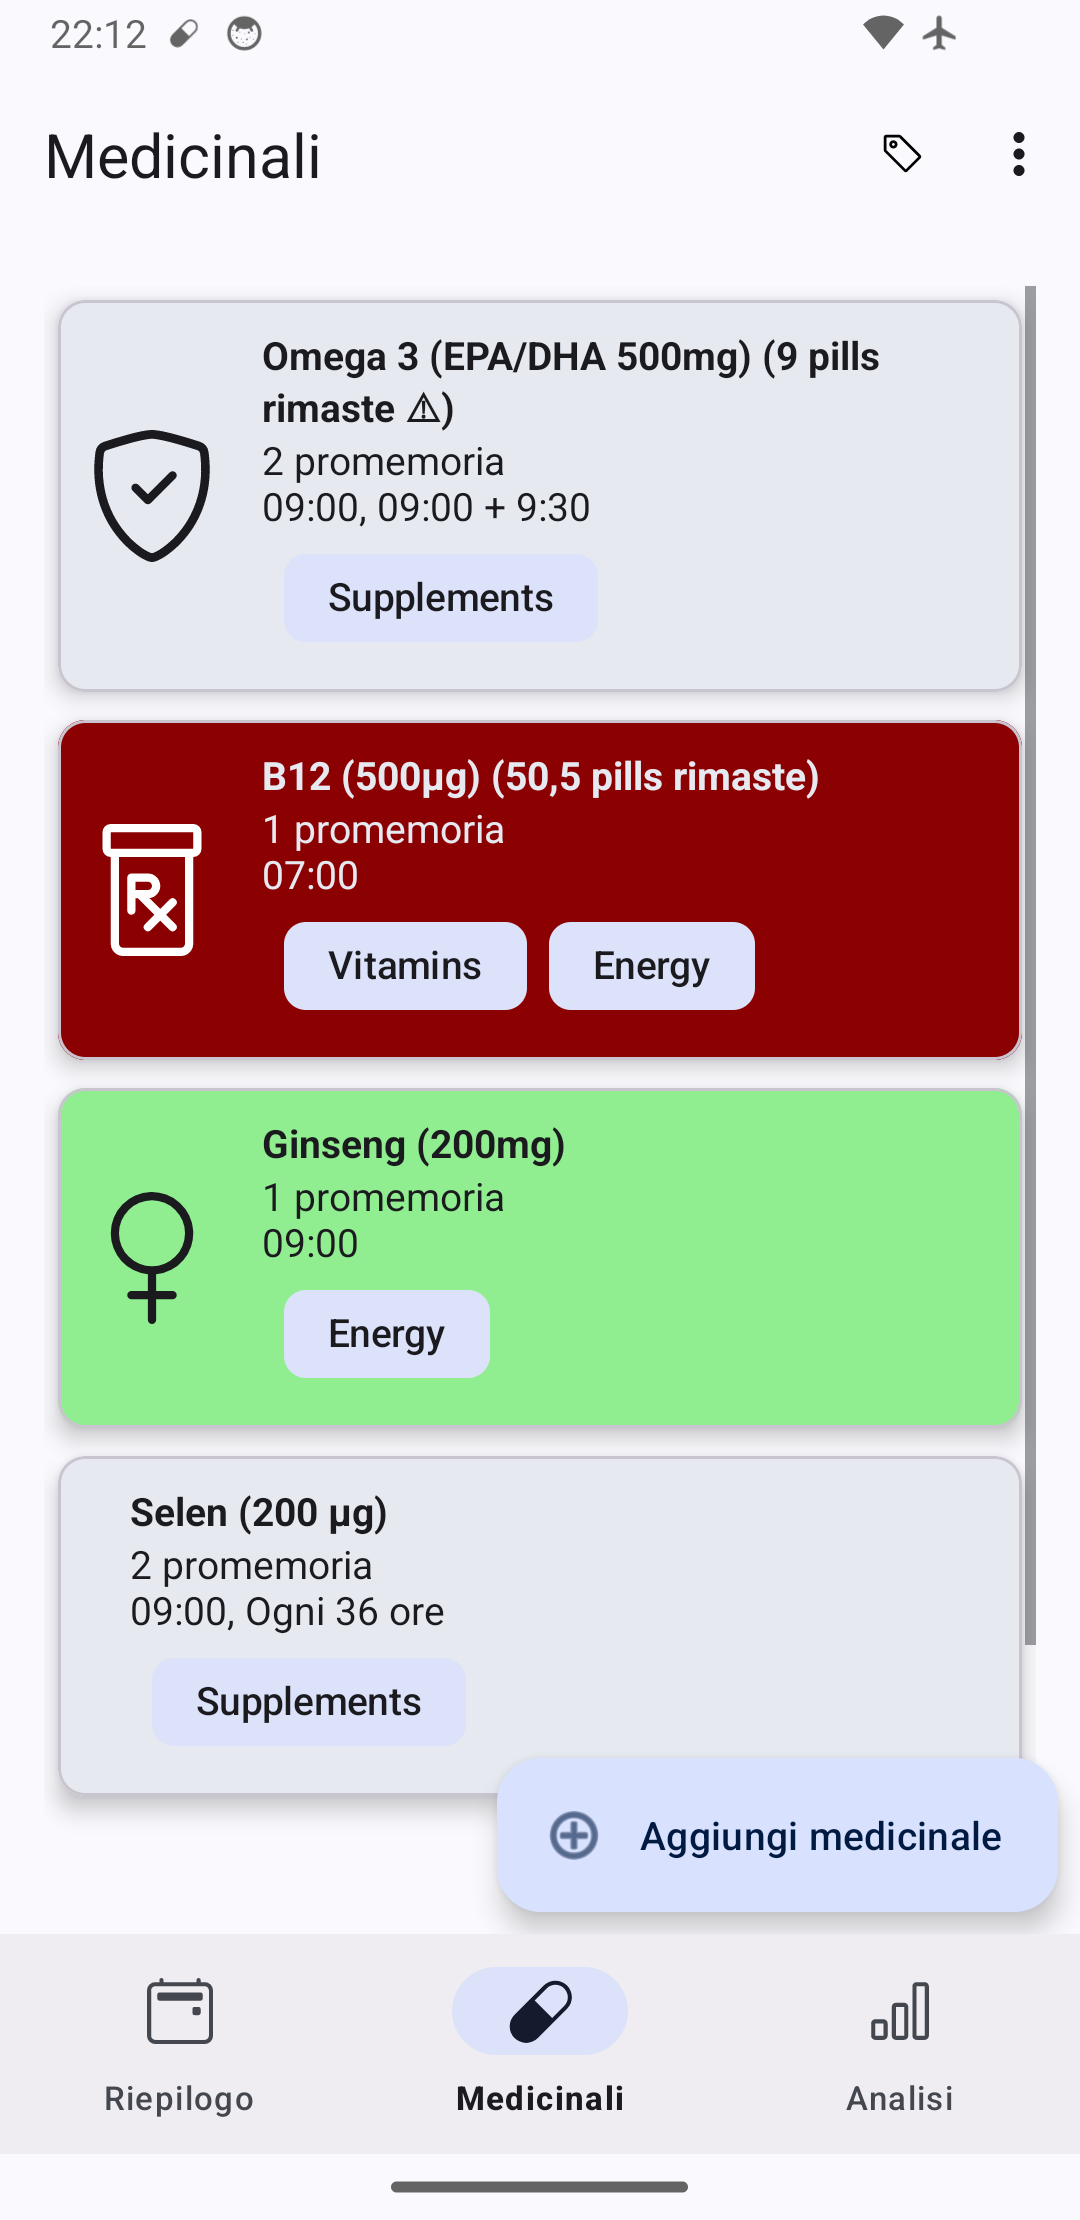 22:12
Medicinali
Omega 3 (EPA/DHA 500mg) (9 pills
rimaste ⚠)
2 promemoria
09:00, 09:00 + 9:30
Supplements
B12 (500µg) (50,5 pills rimaste)
1 promemoria
07:00
Rx
Vitamins Energy
Ginseng (200mg)
1 promemoria
09:00
Energy
Selen (200 µg)
2 promemoria
09:00, Ogni 36 ore
Supplements
Aggiungi medicinale
Riepilogo Medicinali Analisi